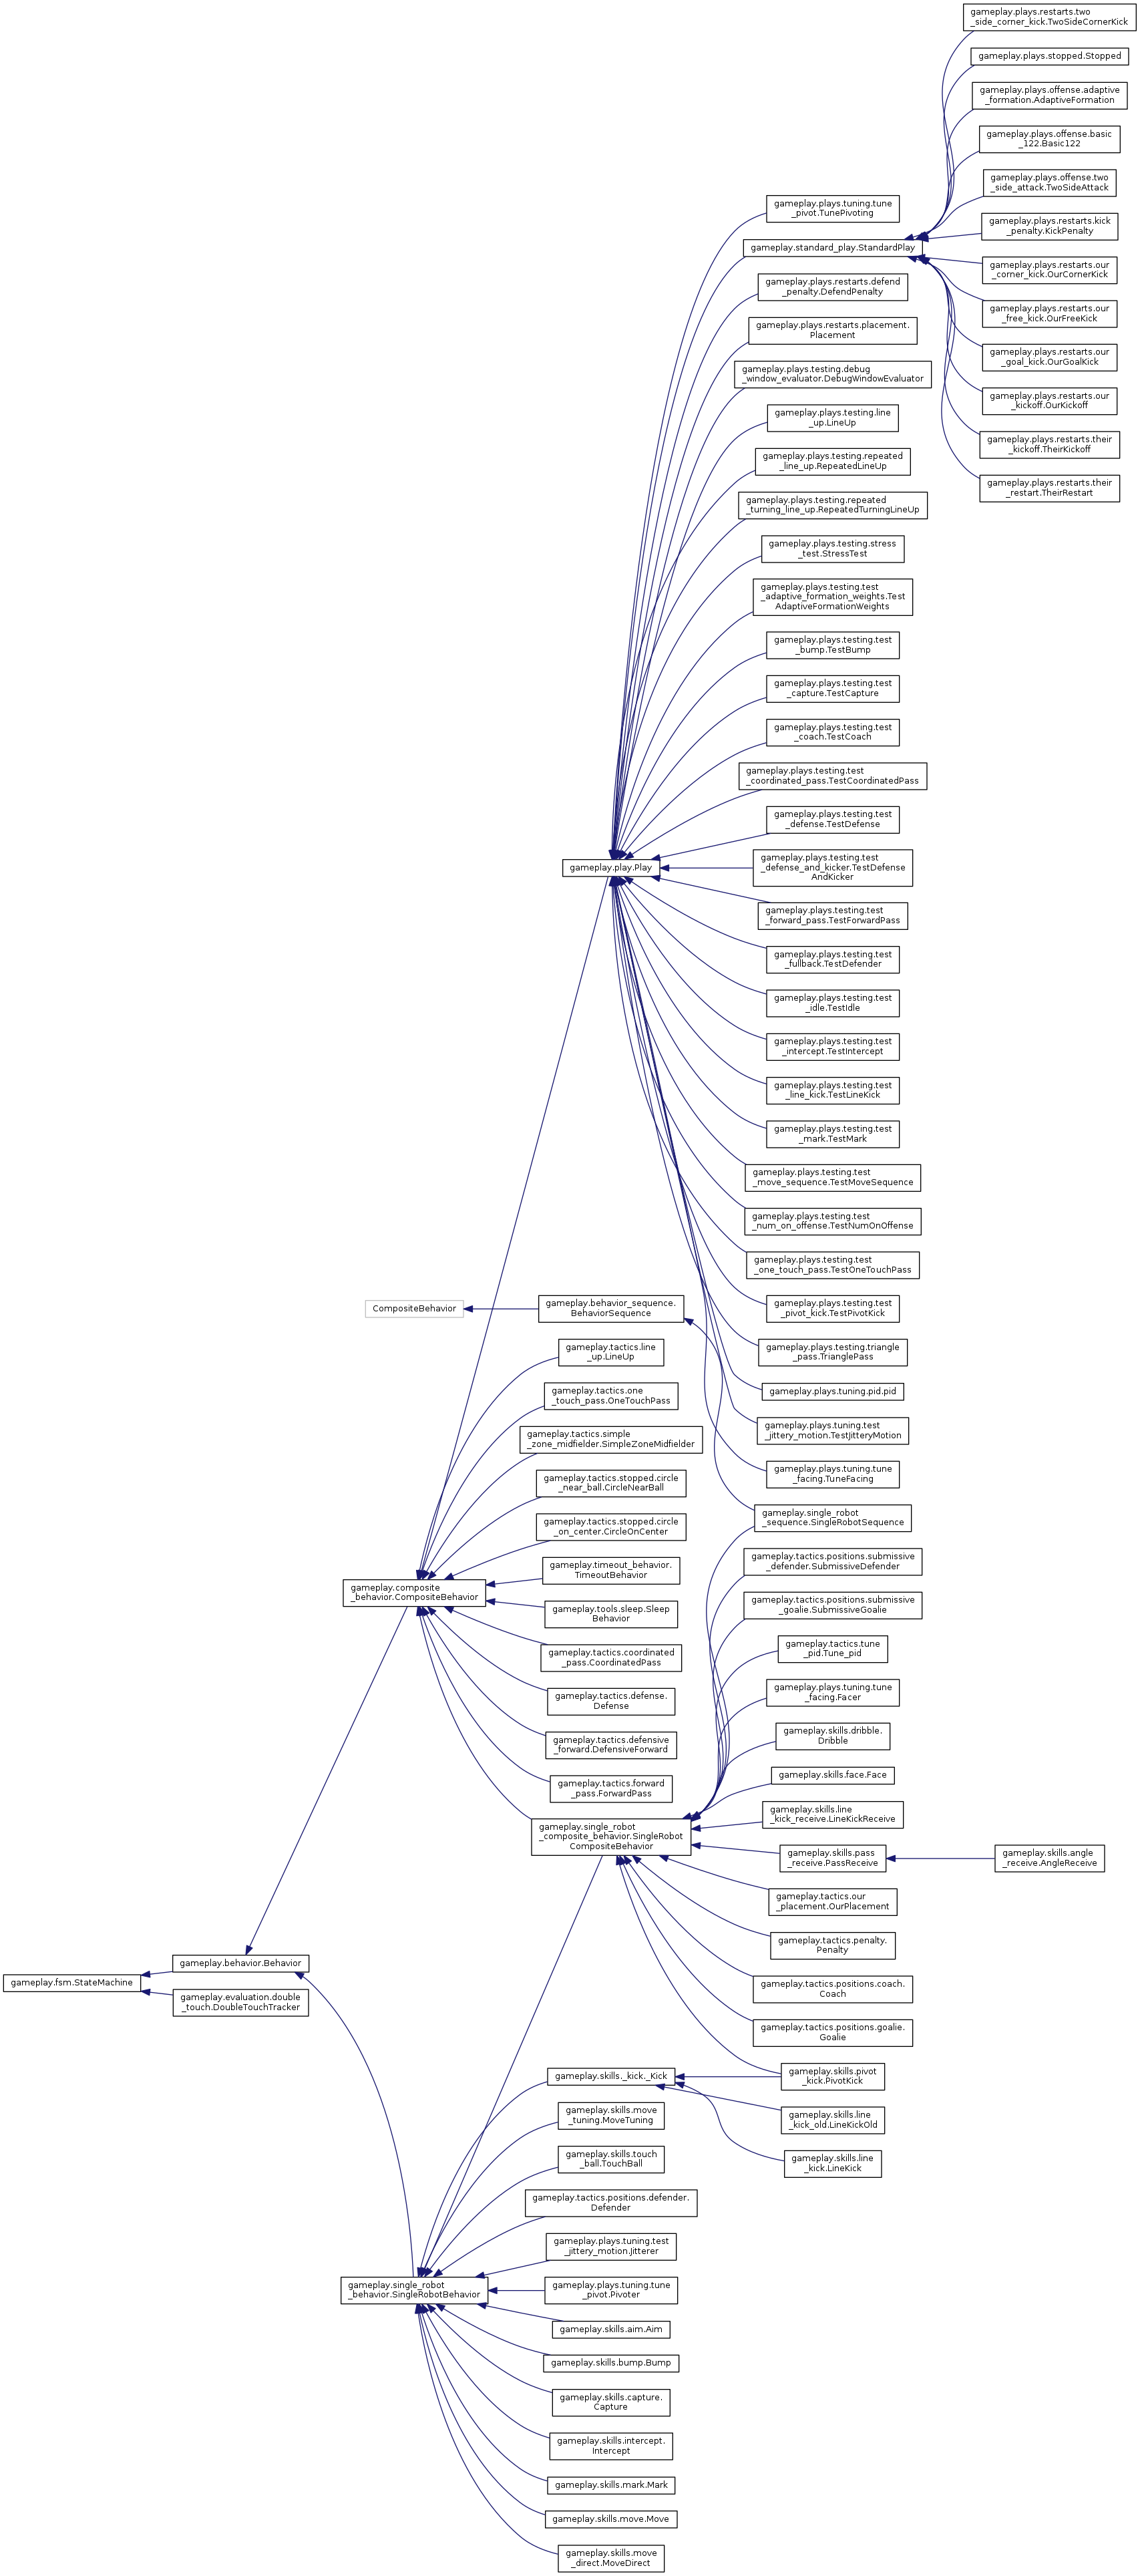 gameplay.plays.restarts.two
_side_corner_kick.TwoSideCornerKick
gameplay.plays.stopped.Stopped
gameplay.plays.offense.adaptive
_formation.AdaptiveFormation
gameplay.plays.offense.basic
_122.Basic122
gameplay.plays.offense.two
_side_attack.TwoSideAttack
gameplay.plays.restarts.kick
_penalty.KickPenalty
gameplay.plays.restarts.our
_corner_kick.OurCornerKick
gameplay.plays.restarts.our
_free_kick.OurFreeKick
gameplay.plays.restarts.our
_goal_kick.OurGoalKick
gameplay.plays.restarts.our
_kickoff.OurKickoff
gameplay.plays.restarts.their
_kickoff.TheirKickoff
gameplay.plays.restarts.their
_restart.TheirRestart
gameplay.plays.tuning.tune
_pivot.TunePivoting
gameplay.standard_play.StandardPlay
gameplay.plays.restarts.defend
_penalty.DefendPenalty
gameplay.plays.restarts.placement.
Placement
gameplay.plays.testing.debug
_window_evaluator.DebugWindowEvaluator
gameplay.plays.testing.line
_up.LineUp
gameplay.plays.testing.repeated
_line_up.RepeatedLineUp
gameplay.plays.testing.repeated
_turning_line_up.RepeatedTurningLineUp
gameplay.plays.testing.stress
_test.StressTest
gameplay.plays.testing.test
_adaptive_formation_weights.Test
AdaptiveFormationWeights
gameplay.plays.testing.test
_bump.TestBump
gameplay.plays.testing.test
_capture.TestCapture
gameplay.plays.testing.test
_coach.TestCoach
gameplay.plays.testing.test
_coordinated_pass.TestCoordinatedPass
gameplay.plays.testing.test
_defense.TestDefense
gameplay.play.Play
gameplay.plays.testing.test
_defense_and_kicker.TestDefense
AndKicker
gameplay.plays.testing.test
_forward_pass.TestForwardPass
gameplay.plays.testing.test
_fullback.TestDefender
gameplay.plays.testing.test
_idle.TestIdle
gameplay.plays.testing.test
_intercept.TestIntercept
gameplay.plays.testing.test
_line_kick.TestLineKick
gameplay.plays.testing.test
_mark.TestMark
gameplay.plays.testing.test
_move_sequence.TestMoveSequence
gameplay.plays.testing.test
_num_on_offense.TestNumOnOffense
gameplay.plays.testing.test
_one_touch_pass.TestOneTouchPass
gameplay.plays.testing.test
_pivot_kick.TestPivotKick
gameplay.plays.testing.triangle
_pass.TrianglePass
gameplay.plays.tuning.pid.pid
gameplay.plays.tuning.test
_jittery_motion.TestJitteryMotion
gameplay.plays.tuning.tune
_facing.TuneFacing
CompositeBehavior
gameplay.behavior_sequence.
BehaviorSequence
gameplay.tactics.line
_up.LineUp
gameplay.tactics.one
_touch_pass.OneTouchPass
gameplay.tactics.simple
_zone_midfielder.SimpleZoneMidfielder
gameplay.tactics.stopped.circle
_near_ball.CircleNearBall
gameplay.tactics.stopped.circle
_on_center.CircleOnCenter
gameplay.timeout_behavior.
TimeoutBehavior
gameplay.composite
_behavior.CompositeBehavior
gameplay.tools.sleep.Sleep
Behavior
gameplay.tactics.coordinated
_pass.CoordinatedPass
gameplay.tactics.defense.
Defense
gameplay.tactics.defensive
_forward.DefensiveForward
gameplay.tactics.forward
_pass.ForwardPass
gameplay.single_robot
_composite_behavior.SingleRobot
CompositeBehavior
gameplay.single_robot
_sequence.SingleRobotSequence
gameplay.tactics.positions.submissive
_defender.SubmissiveDefender
gameplay.tactics.positions.submissive
_goalie.SubmissiveGoalie
gameplay.tactics.tune
_pid.Tune_pid
gameplay.plays.tuning.tune
_facing.Facer
gameplay.skills.dribble.
Dribble
gameplay.skills.face.Face
gameplay.skills.line
_kick_receive.LineKickReceive
gameplay.skills.pass
_receive.PassReceive
gameplay.skills.angle
_receive.AngleReceive
gameplay.tactics.our
_placement.OurPlacement
gameplay.tactics.penalty.
Penalty
gameplay.tactics.positions.coach.
Coach
gameplay.tactics.positions.goalie.
Goalie
gameplay.behavior.Behavior
gameplay.fsm.StateMachine
gameplay.evaluation.double
_touch.DoubleTouchTracker
gameplay.skills._kick._Kick
gameplay.skills.pivot
_kick.PivotKick
gameplay.skills.line
_kick_old.LineKickOld
gameplay.skills.line
_kick.LineKick
gameplay.skills.move
_tuning.MoveTuning
gameplay.skills.touch
_ball.TouchBall
gameplay.tactics.positions.defender.
Defender
gameplay.plays.tuning.test
_jittery_motion.Jitterer
gameplay.single_robot
_behavior.SingleRobotBehavior
gameplay.plays.tuning.tune
_pivot.Pivoter
gameplay.skills.aim.Aim
gameplay.skills.bump.Bump
gameplay.skills.capture.
Capture
gameplay.skills.intercept.
Intercept
gameplay.skills.mark.Mark
gameplay.skills.move.Move
gameplay.skills.move
_direct.MoveDirect